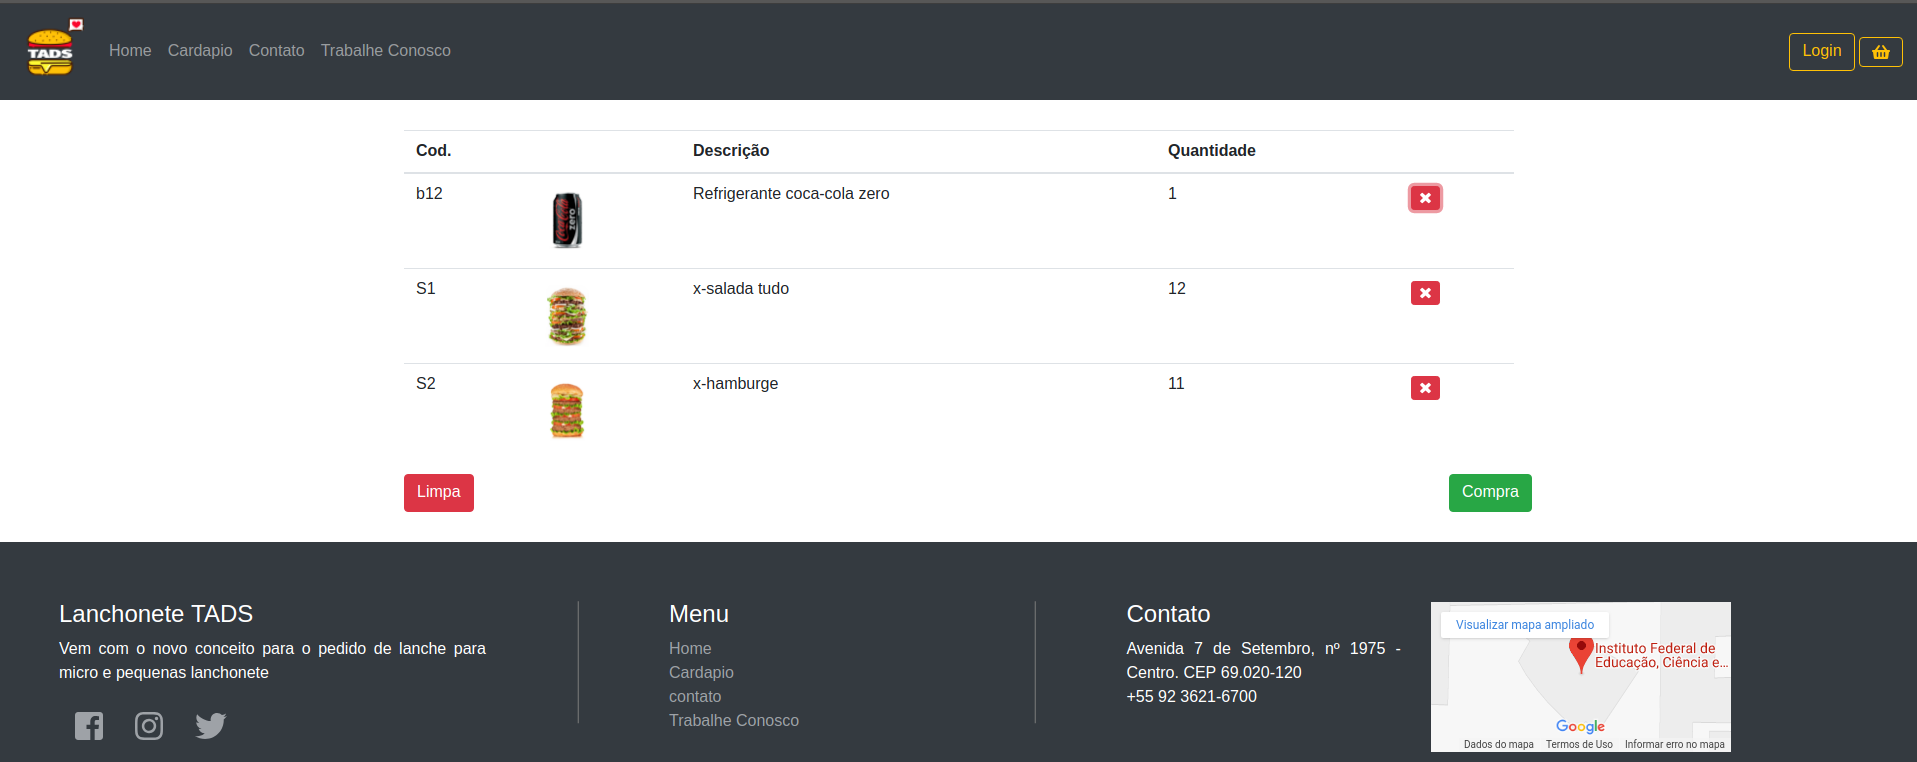 TADS
Home Cardapio Contato Trabalhe Conosco
Login
Cod. Descrição Quantidade
b12 Refrigerante coca-cola zero 1
Coca-Cola zero
S1 x-salada tudo 12
S2 x-hamburge 11
Limpa Compra
Lanchonete TADS
Vem com o novo conceito para o pedido de lanche para
micro e pequenas lanchonete
Menu
Home
Cardapio
contato
Trabalhe Conosco
Contato
Avenida 7 de Setembro, nº 1975 -
Centro. CEP 69.020-120
+55 92 3621-6700
Visualizar mapa ampliado
Instituto Federal de
Educação, Ciência e...
Google
Dados do mapa Termos de Uso Informar erro no mapa